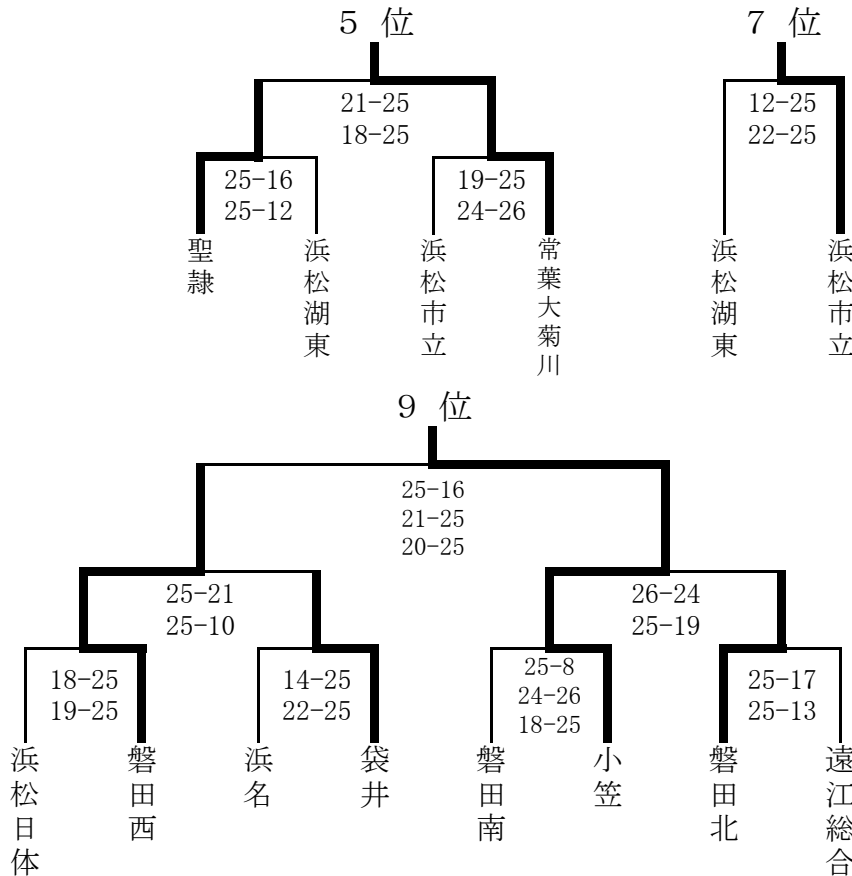 5 位
7 位
21-25
18-25
12-25
22-25
25-16
25-12
19-25
24-26
聖隷
浜松湖東
浜松市立
常葉大菊川
浜松湖東
浜松市立
9 位
25-16
21-25
20-25
25-21
25-10
26-24
25-19
18-25
19-25
14-25
22-25
25-8
24-26
18-25
25-17
25-13
浜松日体
磐田西
浜名
袋井
磐田南
小笠
磐田北
遠江総合